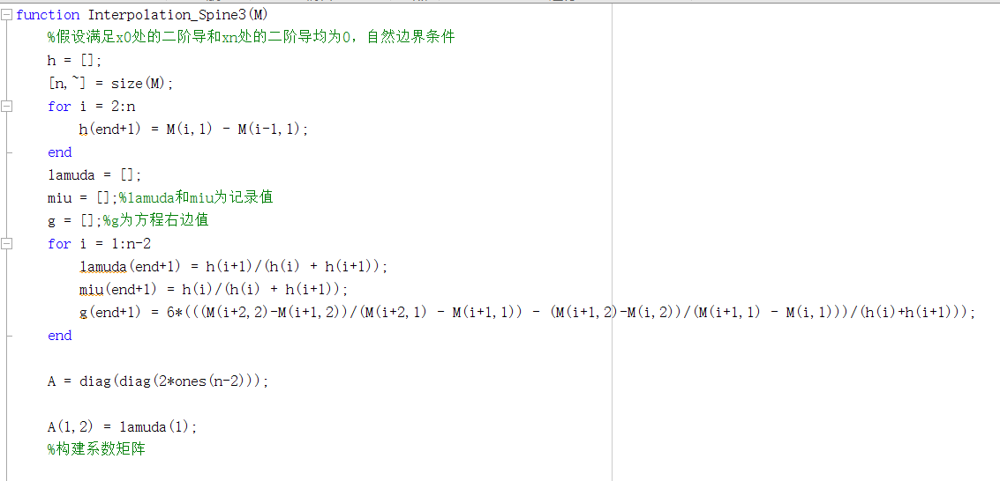 function Interpolation_Spine3(M)
%假设满足x0处的二阶导和xn处的二阶导均为0，自然边界条件
h = [];
[n,~] = size(M);
for i = 2:n
h(end+1) = M(i,1) - M(i-1,1);
end
lamuda = [];
miu = [];%lamuda和miu为记录值
g = [];%g为方程右边值
for i = 1:n-2
lamuda(end+1) = h(i+1)/(h(i) + h(i+1));
miu(end+1) = h(i)/(h(i) + h(i+1));
g(end+1) = 6*(((M(i+2,2)-M(i+1,2))/(M(i+2,1) - M(i+1,1)) - (M(i+1,2)-M(i,2))/(M(i+1,1) - M(i,1)))/(h(i)+h(i+1)));
end
A = diag(diag(2*ones(n-2)));
A(1,2) = lamuda(1);
%构建系数矩阵